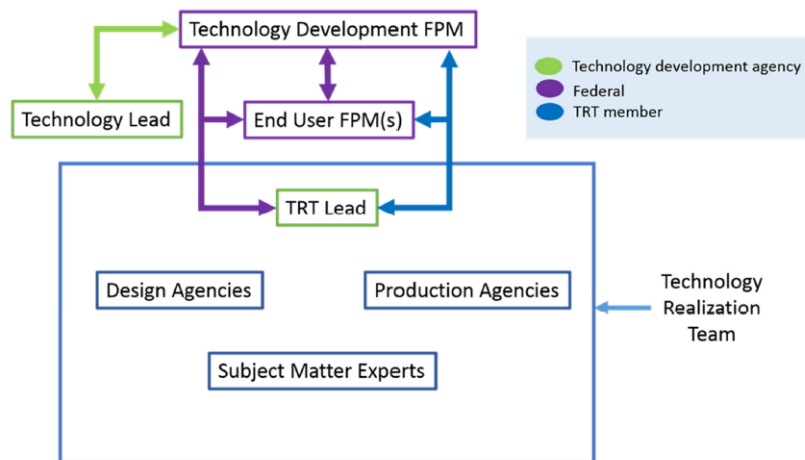 Technology Development FPM
Technology development agency
Federal
TRT member
Technology Lead
End User FPM(s)
TRT Lead
Design Agencies
Production Agencies
Technology
Realization
Team
Subject Matter Experts